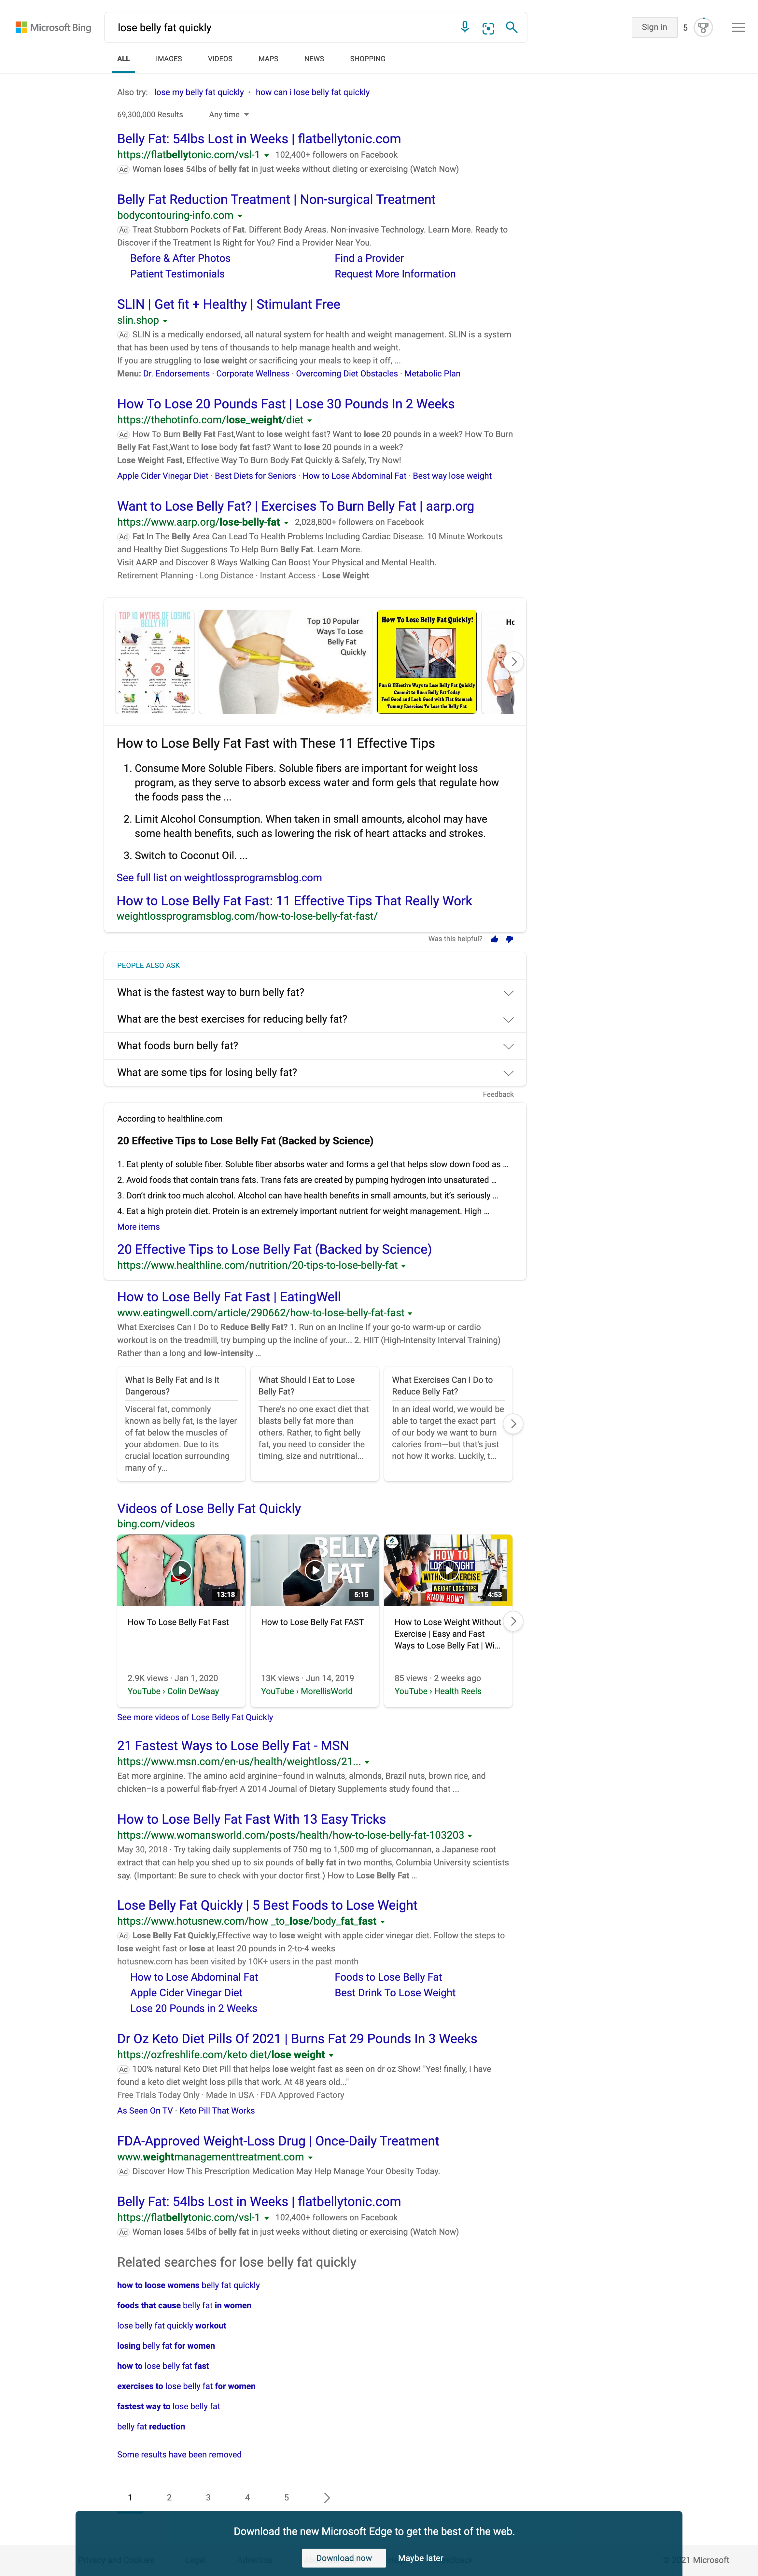 Microsoft Bing
lose belly fat quickly
Sign in
5
ALL
IMAGES
VIDEOS
MAPS
NEWS
SHOPPING
Also try: lose my belly fat quickly · how can i lose belly fat quickly
69,300,000 Results
Any time
Belly Fat: 54lbs Lost in Weeks | flatbellytonic.com
https://flatbellytonic.com/vsl-1 102,400+ followers on Facebook
Ad Woman loses 54lbs of belly fat in just weeks without dieting or exercising (Watch Now)
Belly Fat Reduction Treatment | Non-surgical Treatment
bodycontouring-info.com
Ad Treat Stubborn Pockets of Fat. Different Body Areas. Non-invasive Technology. Learn More. Ready to
Discover if the Treatment Is Right for You? Find a Provider Near You.
Before & After Photos
Find a Provider
Patient Testimonials
Request More Information
SLIN | Get fit + Healthy | Stimulant Free
slin.shop
Ad SLIN is a medically endorsed, all natural system for health and weight management. SLIN is a system
that has been used by tens of thousands to help manage health and weight.
If you are struggling to lose weight or sacrificing your meals to keep it off, ...
Menu: Dr. Endorsements · Corporate Wellness · Overcoming Diet Obstacles · Metabolic Plan
How To Lose 20 Pounds Fast | Lose 30 Pounds In 2 Weeks
https://thehotinfo.com/lose_weight/diet
Ad How To Burn Belly Fat Fast,Want to lose weight fast? Want to lose 20 pounds in a week? How To Burn
Belly Fat Fast,Want to lose body fat fast? Want to lose 20 pounds in a week?
Lose Weight Fast, Effective Way To Burn Body Fat Quickly & Safely, Try Now!
Apple Cider Vinegar Diet · Best Diets for Seniors · How to Lose Abdominal Fat · Best way lose weight
Want to Lose Belly Fat? | Exercises To Burn Belly Fat | aarp.org
https://www.aarp.org/lose-belly-fat 2,028,800+ followers on Facebook
Ad Fat In The Belly Area Can Lead To Health Problems Including Cardiac Disease. 10 Minute Workouts
and Healthy Diet Suggestions To Help Burn Belly Fat. Learn More.
Visit AARP and Discover 8 Ways Walking Can Boost Your Physical and Mental Health.
Retirement Planning · Long Distance · Instant Access · Lose Weight
TOP 10 MYTHS OF LOSING
BELLY FAT
2
Top 10 Popular
Ways To Lose
Belly Fat
Quickly
How To Lose Belly Fat Quickly!
Fun & Effective Ways to Lose Belly Fat Quickly
Commit to Burn Belly Fat Today
Feel Good and Look Good with Flat Stomach
Tummy Exercises To Lose the Belly Fat
Hc
How to Lose Belly Fat Fast with These 11 Effective Tips
1. Consume More Soluble Fibers. Soluble fibers are important for weight loss
program, as they serve to absorb excess water and form gels that regulate how
the foods pass the ...
2. Limit Alcohol Consumption. When taken in small amounts, alcohol may have
some health benefits, such as lowering the risk of heart attacks and strokes.
3. Switch to Coconut Oil. ...
See full list on weightlossprogramsblog.com
How to Lose Belly Fat Fast: 11 Effective Tips That Really Work
weightlossprogramsblog.com/how-to-lose-belly-fat-fast/
Was this helpful?
PEOPLE ALSO ASK
What is the fastest way to burn belly fat?
What are the best exercises for reducing belly fat?
What foods burn belly fat?
What are some tips for losing belly fat?
Feedback
According to healthline.com
20 Effective Tips to Lose Belly Fat (Backed by Science)
1. Eat plenty of soluble fiber. Soluble fiber absorbs water and forms a gel that helps slow down food as ...
2. Avoid foods that contain trans fats. Trans fats are created by pumping hydrogen into unsaturated ...
3. Don't drink too much alcohol. Alcohol can have health benefits in small amounts, but it's seriously ...
4. Eat a high protein diet. Protein is an extremely important nutrient for weight management. High ...
More items
20 Effective Tips to Lose Belly Fat (Backed by Science)
https://www.healthline.com/nutrition/20-tips-to-lose-belly-fat
How to Lose Belly Fat Fast | EatingWell
www.eatingwell.com/article/290662/how-to-lose-belly-fat-fast
What Exercises Can I Do to Reduce Belly Fat? 1. Run on an Incline If your go-to warm-up or cardio
workout is on the treadmill, try bumping up the incline of your... 2. HIIT (High-Intensity Interval Training)
Rather than a long and low-intensity ...
What Is Belly Fat and Is It
Dangerous?
Visceral fat, commonly
known as belly fat, is the layer
of fat below the muscles of
your abdomen. Due to its
crucial location surrounding
many of y...
What Should I Eat to Lose
Belly Fat?
There's no one exact diet that
blasts belly fat more than
others. Rather, to fight belly
fat, you need to consider the
timing, size and nutritional...
What Exercises Can I Do to
Reduce Belly Fat?
In an ideal world, we would be
able to target the exact part
of our body we want to burn
calories from—but that's just
not how it works. Luckily, t...
Videos of Lose Belly Fat Quickly
bing.com/videos
13:18
How To Lose Belly Fat Fast
2.9K views · Jan 1, 2020
YouTube › Colin DeWaay
BELLY
FAT
5:15
How to Lose Belly Fat FAST
13K views · Jun 14, 2019
YouTube › MorellisWorld
HOW TO
LOSE WEIGHT
WITHOUT EXERCISE
WEIGHT LOSS TIPS
KNOW HOW?
4:53
How to Lose Weight Without
Exercise | Easy and Fast
Ways to Lose Belly Fat | Wi...
85 views · 2 weeks ago
YouTube › Health Reels
See more videos of Lose Belly Fat Quickly
21 Fastest Ways to Lose Belly Fat - MSN
https://www.msn.com/en-us/health/weightloss/21...
Eat more arginine. The amino acid arginine–found in walnuts, almonds, Brazil nuts, brown rice, and
chicken–is a powerful flab-fryer! A 2014 Journal of Dietary Supplements study found that ...
How to Lose Belly Fat Fast With 13 Easy Tricks
https://www.womansworld.com/posts/health/how-to-lose-belly-fat-103203
May 30, 2018 · Try taking daily supplements of 750 mg to 1,500 mg of glucomannan, a Japanese root
extract that can help you shed up to six pounds of belly fat in two months, Columbia University scientists
say. (Important: Be sure to check with your doctor first.) How to Lose Belly Fat ...
Lose Belly Fat Quickly | 5 Best Foods to Lose Weight
https://www.hotusnew.com/how _to_lose/body_fat_fast
Ad Lose Belly Fat Quickly,Effective way to lose weight with apple cider vinegar diet. Follow the steps to
lose weight fast or lose at least 20 pounds in 2-to-4 weeks
hotusnew.com has been visited by 10K+ users in the past month
How to Lose Abdominal Fat
Foods to Lose Belly Fat
Apple Cider Vinegar Diet
Best Drink To Lose Weight
Lose 20 Pounds in 2 Weeks
Dr Oz Keto Diet Pills Of 2021 | Burns Fat 29 Pounds In 3 Weeks
https://ozfreshlife.com/keto diet/lose weight
Ad 100% natural Keto Diet Pill that helps lose weight fast as seen on dr oz Show! "Yes! finally, I have
found a keto diet weight loss pills that work. At 48 years old..."
Free Trials Today Only · Made in USA · FDA Approved Factory
As Seen On TV · Keto Pill That Works
FDA-Approved Weight-Loss Drug | Once-Daily Treatment
www.weightmanagementtreatment.com
Ad Discover How This Prescription Medication May Help Manage Your Obesity Today.
Belly Fat: 54lbs Lost in Weeks | flatbellytonic.com
https://flatbellytonic.com/vsl-1 102,400+ followers on Facebook
Ad Woman loses 54lbs of belly fat in just weeks without dieting or exercising (Watch Now)
Related searches for lose belly fat quickly
how to loose womens belly fat quickly
foods that cause belly fat in women
lose belly fat quickly workout
losing belly fat for women
how to lose belly fat fast
exercises to lose belly fat for women
fastest way to lose belly fat
belly fat reduction
Some results have been removed
1 2 3 4 5
Download the new Microsoft Edge to get the best of the web.
Download now
Maybe later
21 Microsoft